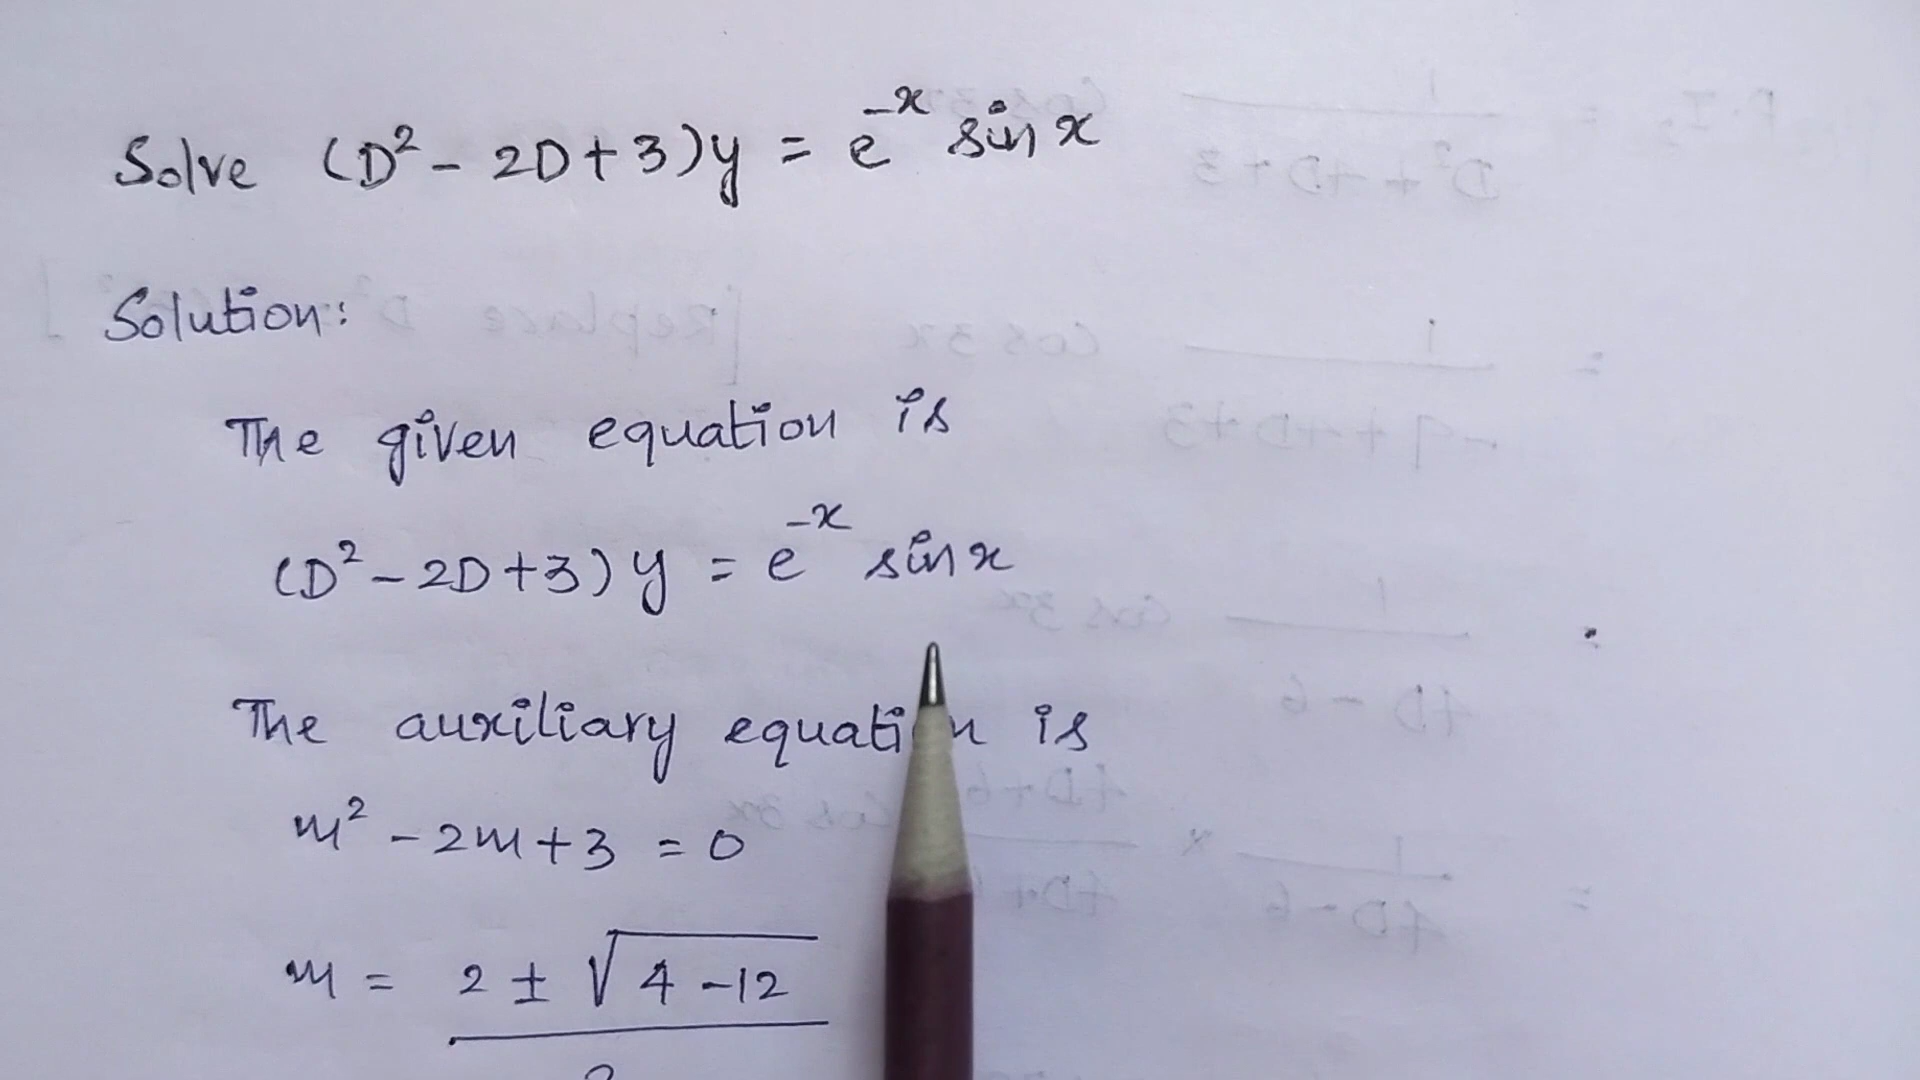 Solve (D² - 2D+3)y = e⁻ˣ sin x
Solution:
The given equation is
(D² - 2D+3) y = e⁻ˣ sin x
The auxiliary equation is
m² - 2m+3 = 0
m = 2 ± √4-12